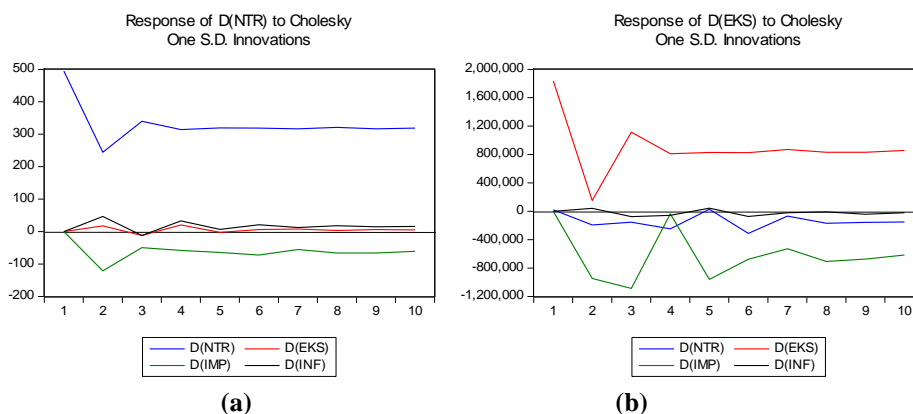 Response of D(NTR) to Cholesky
One S.D. Innovations
500
400
300
200
100
0
-100
-200
1 2 3 4 5 6 7 8 9 10
D(NTR) D(EKS)
D(IMP) D(INF)
(a)
Response of D(EKS) to Cholesky
One S.D. Innovations
2,000,000
1,600,000
1,200,000
800,000
400,000
0
-400,000
-800,000
-1,200,000
1 2 3 4 5 6 7 8 9 10
D(NTR) D(EKS)
D(IMP) D(INF)
(b)